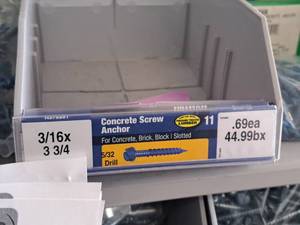 3/16x
3 3/4
Concrete Screw
Anchor
For Concrete, Brick, Block | Slotted
5/32
Drill
11
.69ea
44.99bx